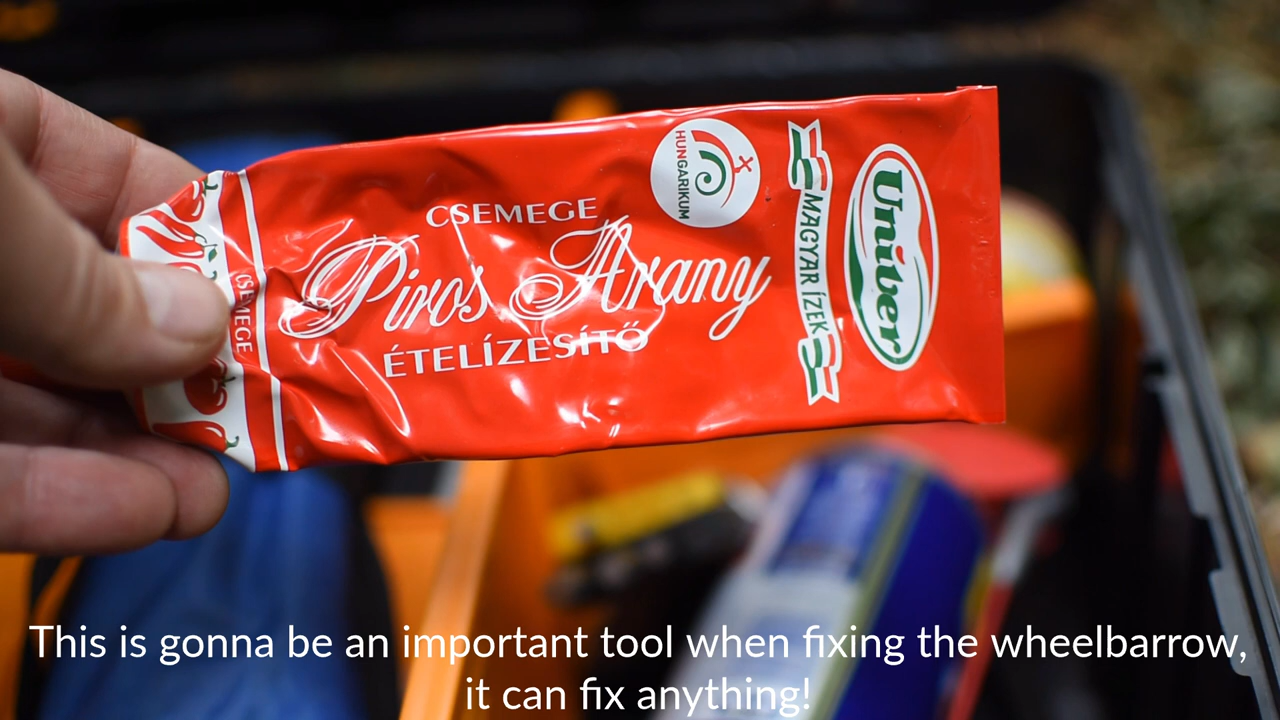 CSEMEGE
CSEMEGE
Piros Arany
ÉTELÍZESÍTŐ
HUNGARIKUM
MAGYAR ÍZEK
Univer
This is gonna be an important tool when fixing the wheelbarrow,
it can fix anything!